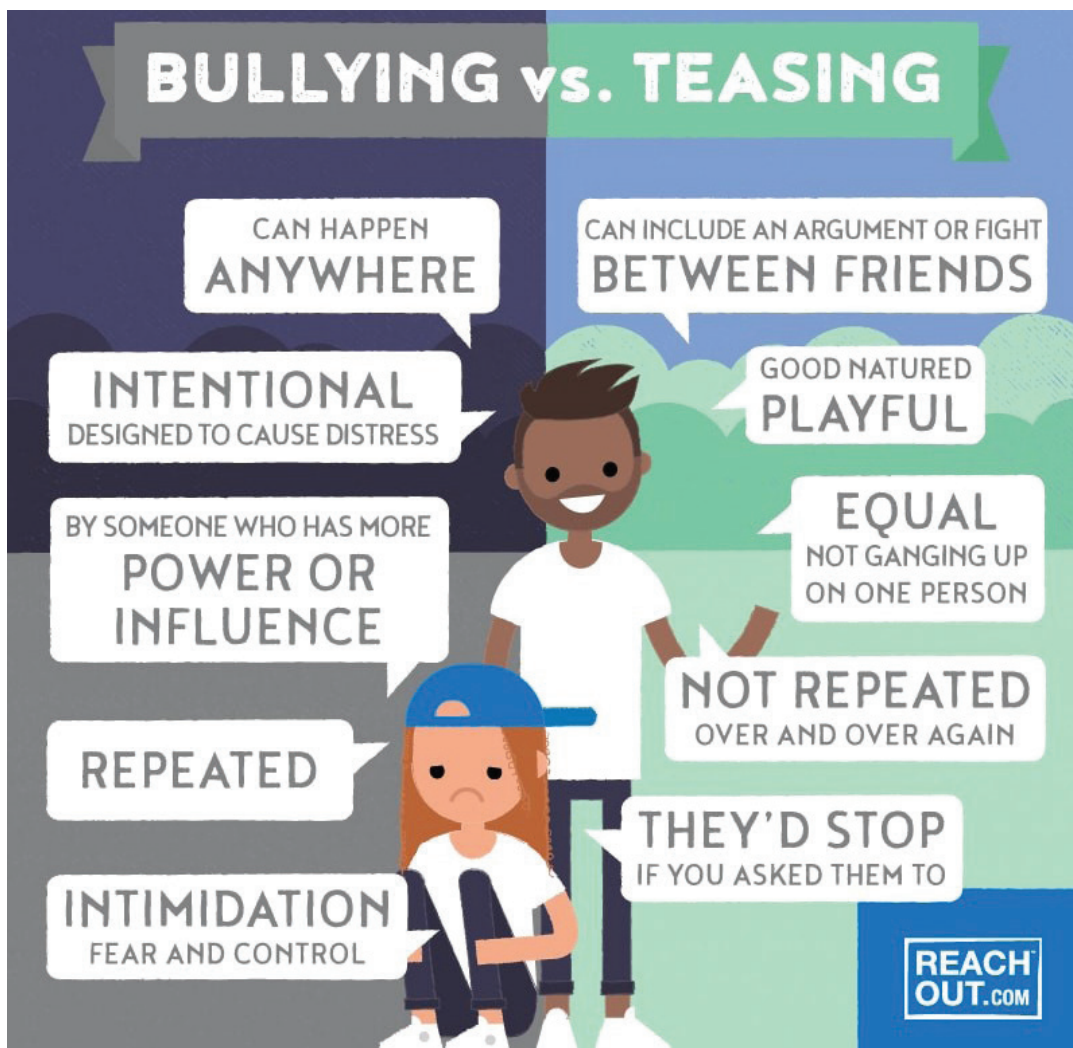 BULLYING vs. TEASING
CAN HAPPEN
ANYWHERE
INTENTIONAL
DESIGNED TO CAUSE DISTRESS
BY SOMEONE WHO HAS MORE
POWER OR
INFLUENCE
REPEATED
INTIMIDATION
FEAR AND CONTROL
CAN INCLUDE AN ARGUMENT OR FIGHT
BETWEEN FRIENDS
GOOD NATURED
PLAYFUL
EQUAL
NOT GANGING UP
ON ONE PERSON
NOT REPEATED
OVER AND OVER AGAIN
THEY'D STOP
IF YOU ASKED THEM TO
REACH
OUT.COM